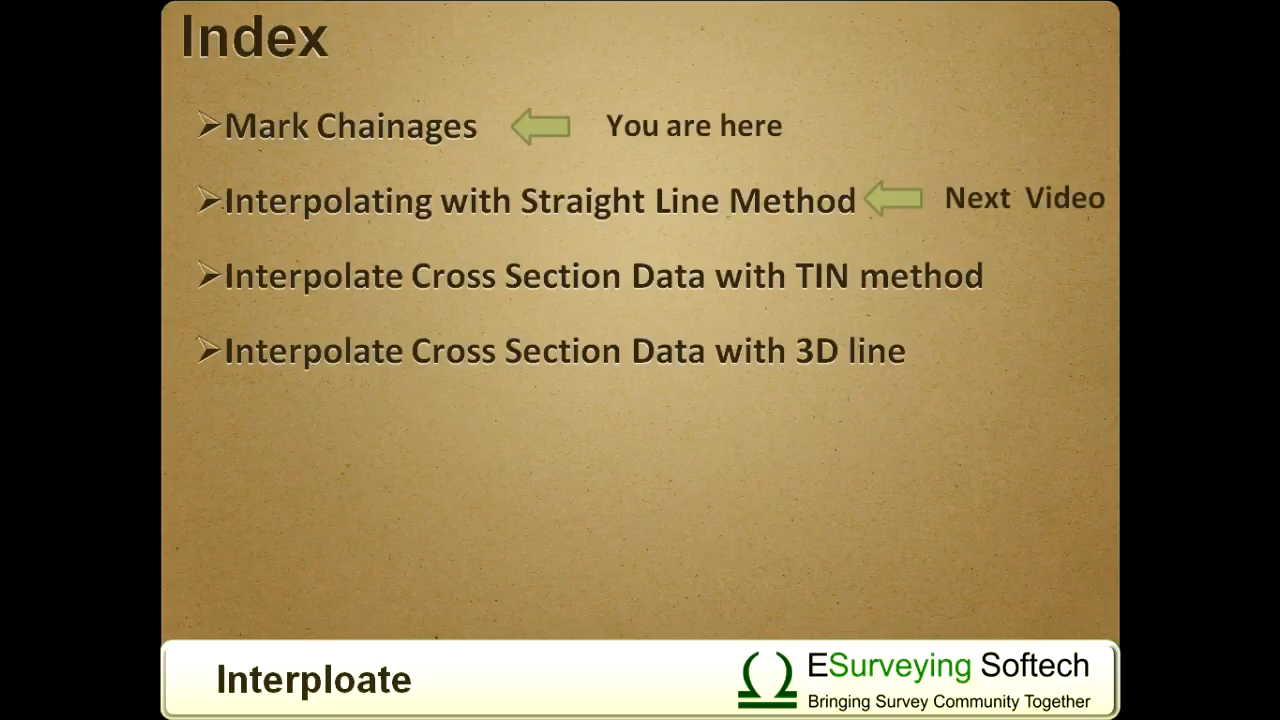 Index
Mark Chainages You are here
Interpolating with Straight Line Method Next Video
Interpolate Cross Section Data with TIN method
Interpolate Cross Section Data with 3D line
Interploate
ESurveying Softech
Bringing Survey Community Together